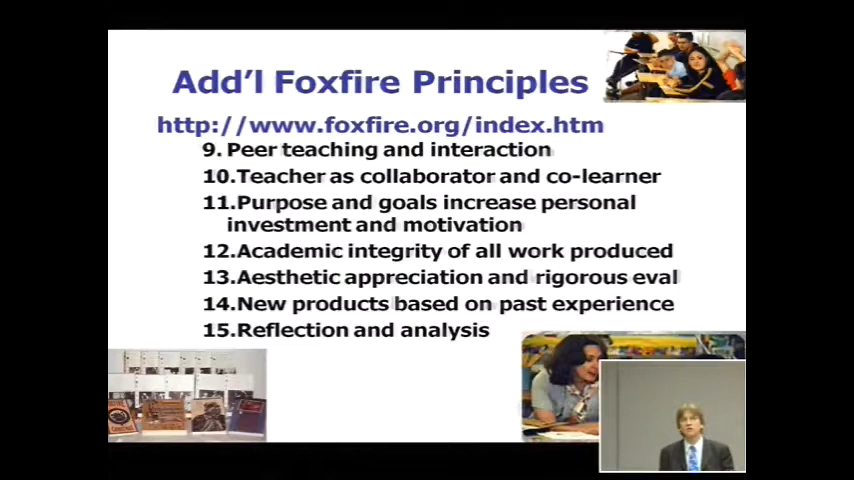 Add'l Foxfire Principles
http://www.foxfire.org/index.htm
9. Peer teaching and interaction
10.Teacher as collaborator and co-learner
11.Purpose and goals increase personal
investment and motivation
12.Academic integrity of all work produced
13.Aesthetic appreciation and rigorous eval
14.New products based on past experience
15.Reflection and analysis